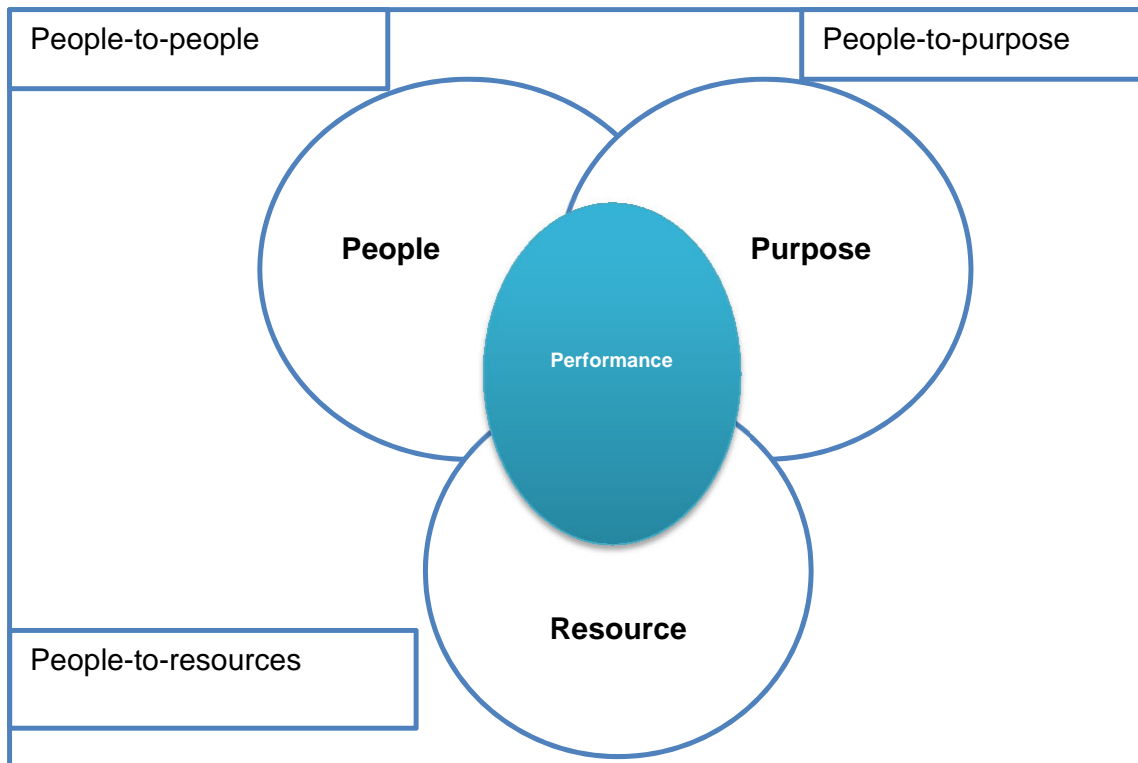 People-to-people
People-to-purpose
People
Purpose
Performance
Resource
People-to-resources